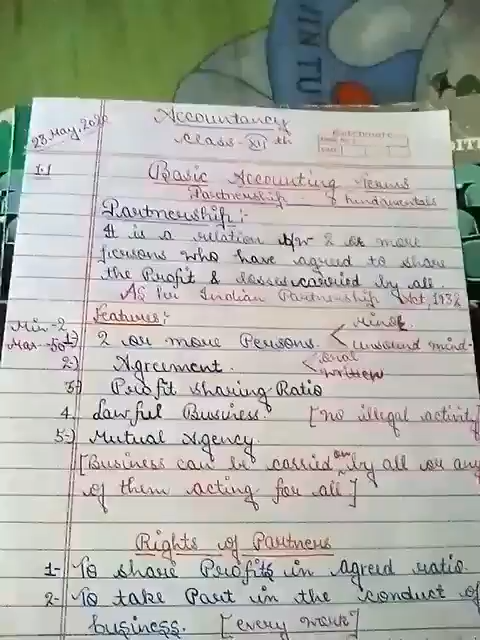 JIN TU
Accountancy
28, May, 20
Class - XII th
1.1
Basic Accounting Terms
Partnership : fundamentals
Partnership :-
It is a relation b/w 2 or more
persons who have agreed to share
the Profit & losses carried by all.
As Per Indian Partnership Act, 1932
Features :
Min - 2
Max - 50
1) 2 or more Persons. < Minor
unsound mind.
2) Agreement. < oral
written
3) Profit sharing Ratio
4. Lawful Business. [no illegal activity
5-) Mutual Agency.
[Business can be carried on by all or any
of them acting for all]
Rights of Partners
1- To share Profits in Agreed ratio.
2- To take Part in the conduct of
business. [every work]